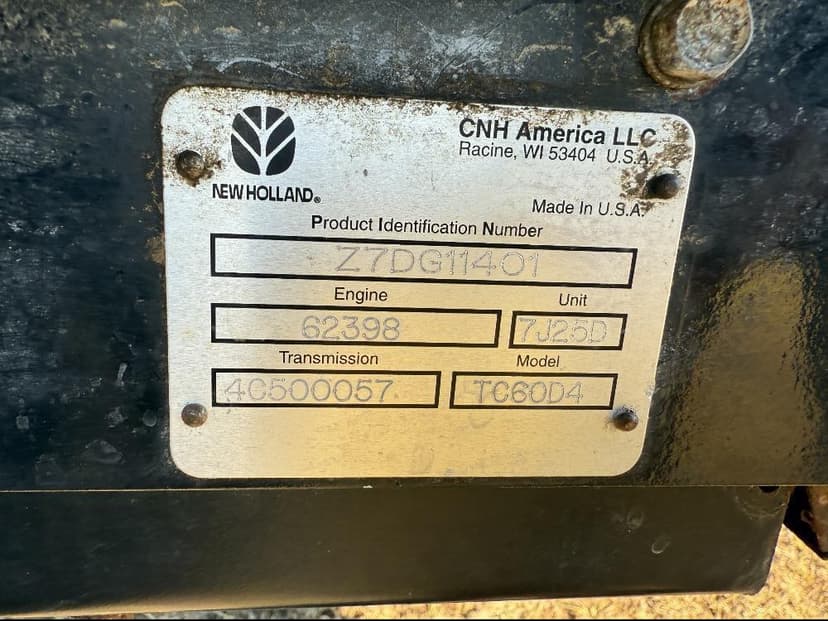 CNH America LLC
Racine, WI 53404 U.S.A.
NEW HOLLAND®
Made In U.S.A.
Product Identification Number
Z7DG11401
Engine
Unit
62398
7J25D
Transmission
Model
4C500057
TC60D4